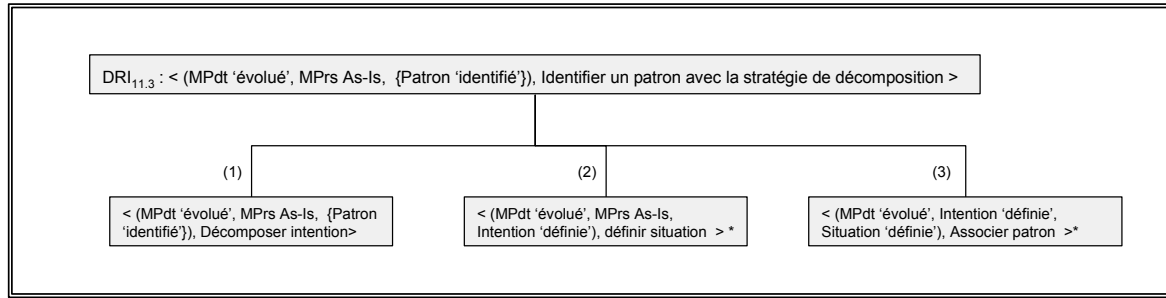 DRI11.3 : < (MPdt ‘évolué’, MPrs As-Is,  {Patron ‘identifié’}), Identifier un patron avec la stratégie de décomposition >
(1)
(2)
(3)
< (MPdt ‘évolué’, MPrs As-Is,  {Patron
‘identifié’}), Décomposer intention>
< (MPdt ‘évolué’, MPrs As-Is,
Intention ‘définie’), définir situation  > *
< (MPdt ‘évolué’, Intention ‘définie’,
Situation ‘définie’), Associer patron  >*